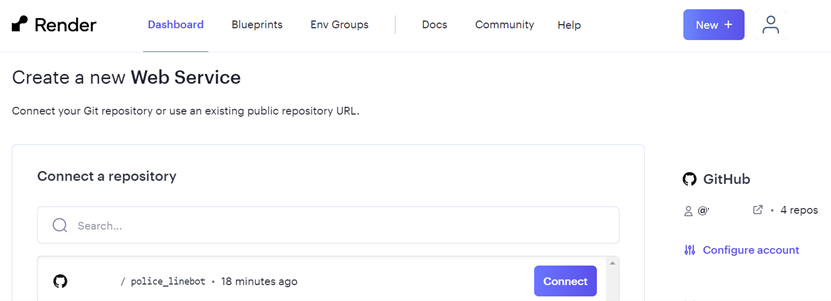 Render Dashboard Blueprints Env Groups Docs Community Help New +
Create a new Web Service
Connect your Git repository or use an existing public repository URL.
Connect a repository
Search...
/ police_linebot • 18 minutes ago Connect
GitHub
@ • 4 repos
Configure account